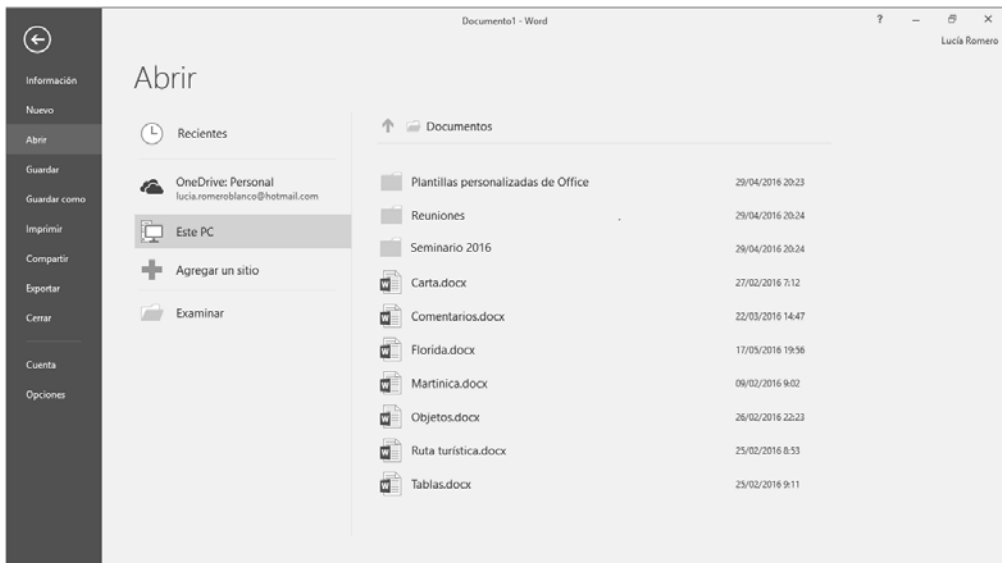 Documento1 - Word
?
Lucía Romero
Información
Nuevo
Abrir
Guardar
Guardar como
Imprimir
Compartir
Exportar
Cerrar
Cuenta
Opciones
Abrir
Recientes
OneDrive: Personal
lucia.romeroblanco@hotmail.com
Este PC
Agregar un sitio
Examinar
Documentos
Plantillas personalizadas de Office 29/04/2016 20:23
Reuniones 29/04/2016 20:24
Seminario 2016 29/04/2016 20:24
Carta.docx 27/02/2016 7:12
Comentarios.docx 22/03/2016 14:47
Florida.docx 17/05/2016 19:56
Martinica.docx 09/02/2016 9:02
Objetos.docx 26/02/2016 22:23
Ruta turística.docx 25/02/2016 8:53
Tablas.docx 25/02/2016 9:11